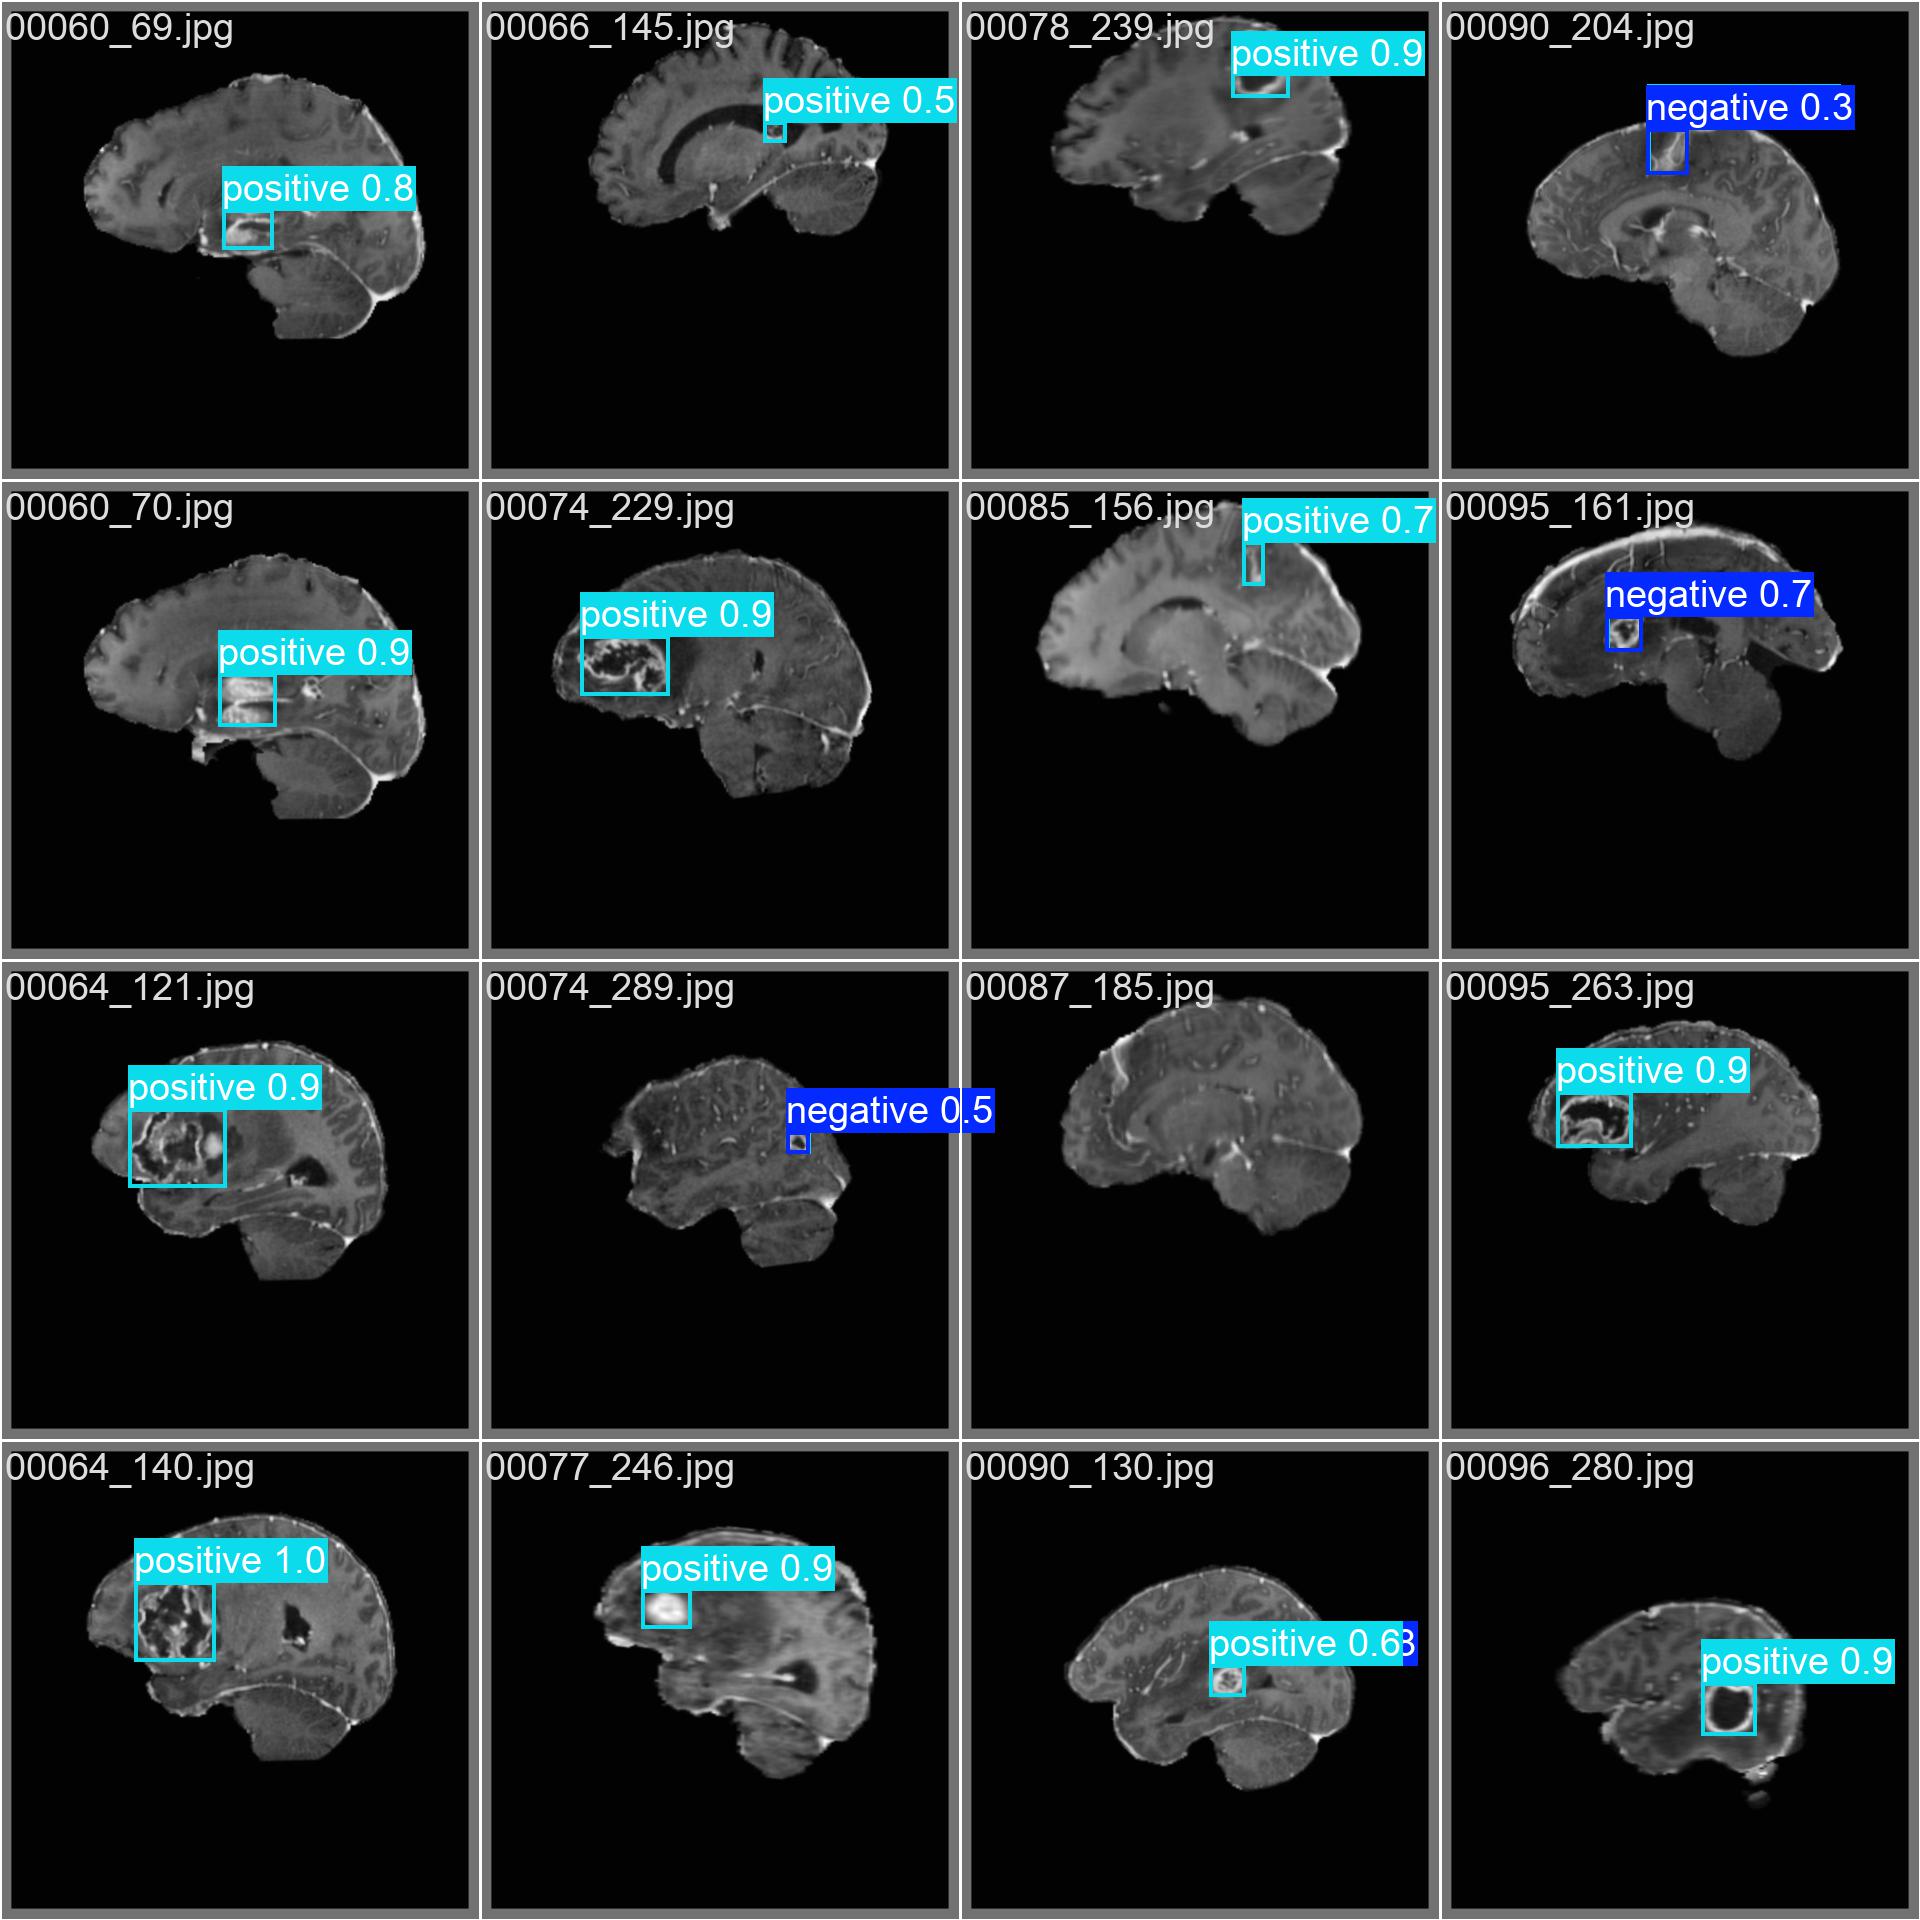 00060_69.jpg
positive 0.8
00066_145.jpg
positive 0.5
00078_239.jpg
positive 0.9
00090_204.jpg
negative 0.3
00060_70.jpg
positive 0.9
00074_229.jpg
positive 0.9
00085_156.jpg
positive 0.7
00095_161.jpg
negative 0.7
00064_121.jpg
positive 0.9
00074_289.jpg
negative 0.5
00087_185.jpg
00095_263.jpg
positive 0.9
00064_140.jpg
positive 1.0
00077_246.jpg
positive 0.9
00090_130.jpg
positive 0.6
00096_280.jpg
positive 0.9